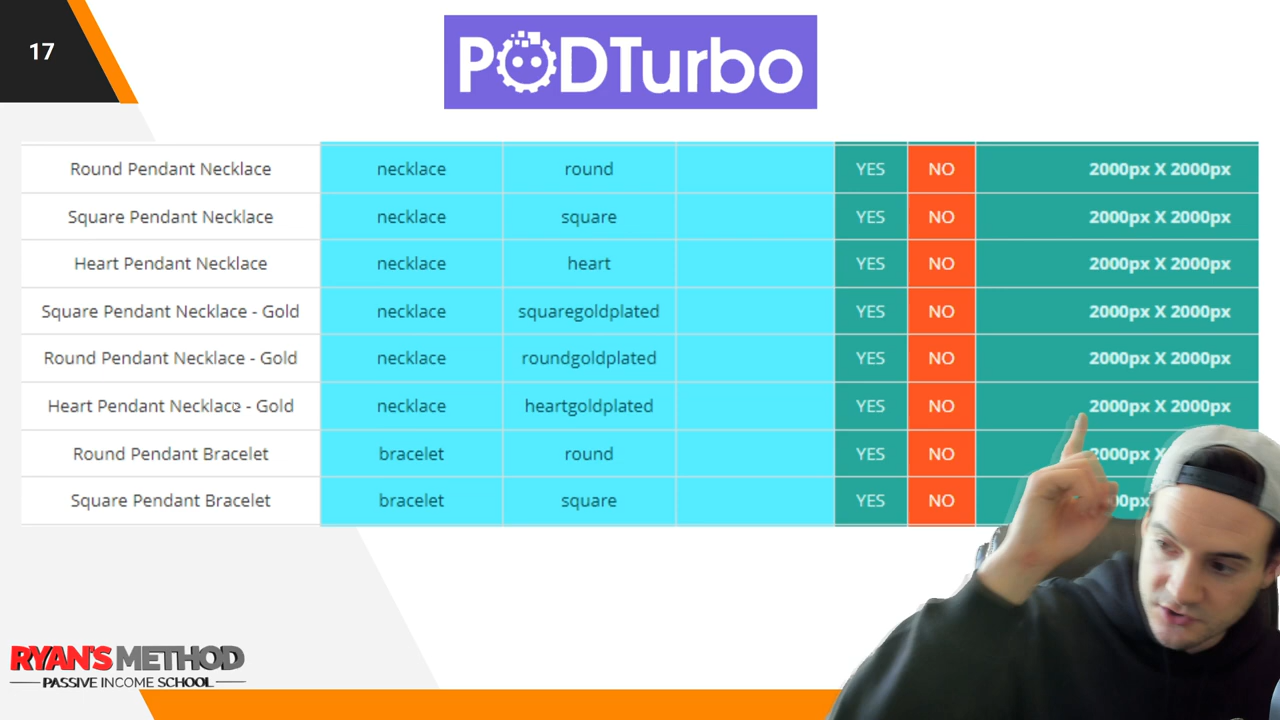 17
PODTurbo
Round Pendant Necklace necklace round YES NO 2000px X 2000px
Square Pendant Necklace necklace square YES NO 2000px X 2000px
Heart Pendant Necklace necklace heart YES NO 2000px X 2000px
Square Pendant Necklace - Gold necklace squaregoldplated YES NO 2000px X 2000px
Round Pendant Necklace - Gold necklace roundgoldplated YES NO 2000px X 2000px
Heart Pendant Necklace - Gold necklace heartgoldplated YES NO 2000px X 2000px
Round Pendant Bracelet bracelet round YES NO 2000px X
Square Pendant Bracelet bracelet square YES NO
RYAN'S METHOD
PASSIVE INCOME SCHOOL